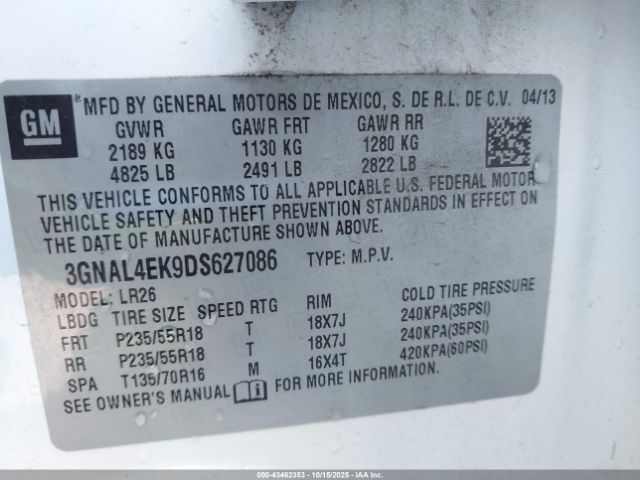 GM
*MFD BY GENERAL MOTORS DE MEXICO, S. DE R.L. DE C.V. 04/13
GVWR GAWR FRT GAWR RR
2189 KG 1130 KG 1280 KG
4825 LB 2491 LB 2822 LB
THIS VEHICLE CONFORMS TO ALL APPLICABLE U.S. FEDERAL MOTOR
VEHICLE SAFETY AND THEFT PREVENTION STANDARDS IN EFFECT ON
THE DATE OF MANUFACTURE SHOWN ABOVE.
3GNAL4EK9DS627086 TYPE: M.P.V.
MODEL: LR26
LBDG TIRE SIZE SPEED RTG RIM COLD TIRE PRESSURE
FRT P235/55R18 T 18X7J 240KPA(35PSI)
RR P235/55R18 T 18X7J 240KPA(35PSI)
SPA T135/70R16 M 16X4T 420KPA(60PSI)
SEE OWNER'S MANUAL FOR MORE INFORMATION.
000-43462353 - 10/15/2025 - IAAI.CA